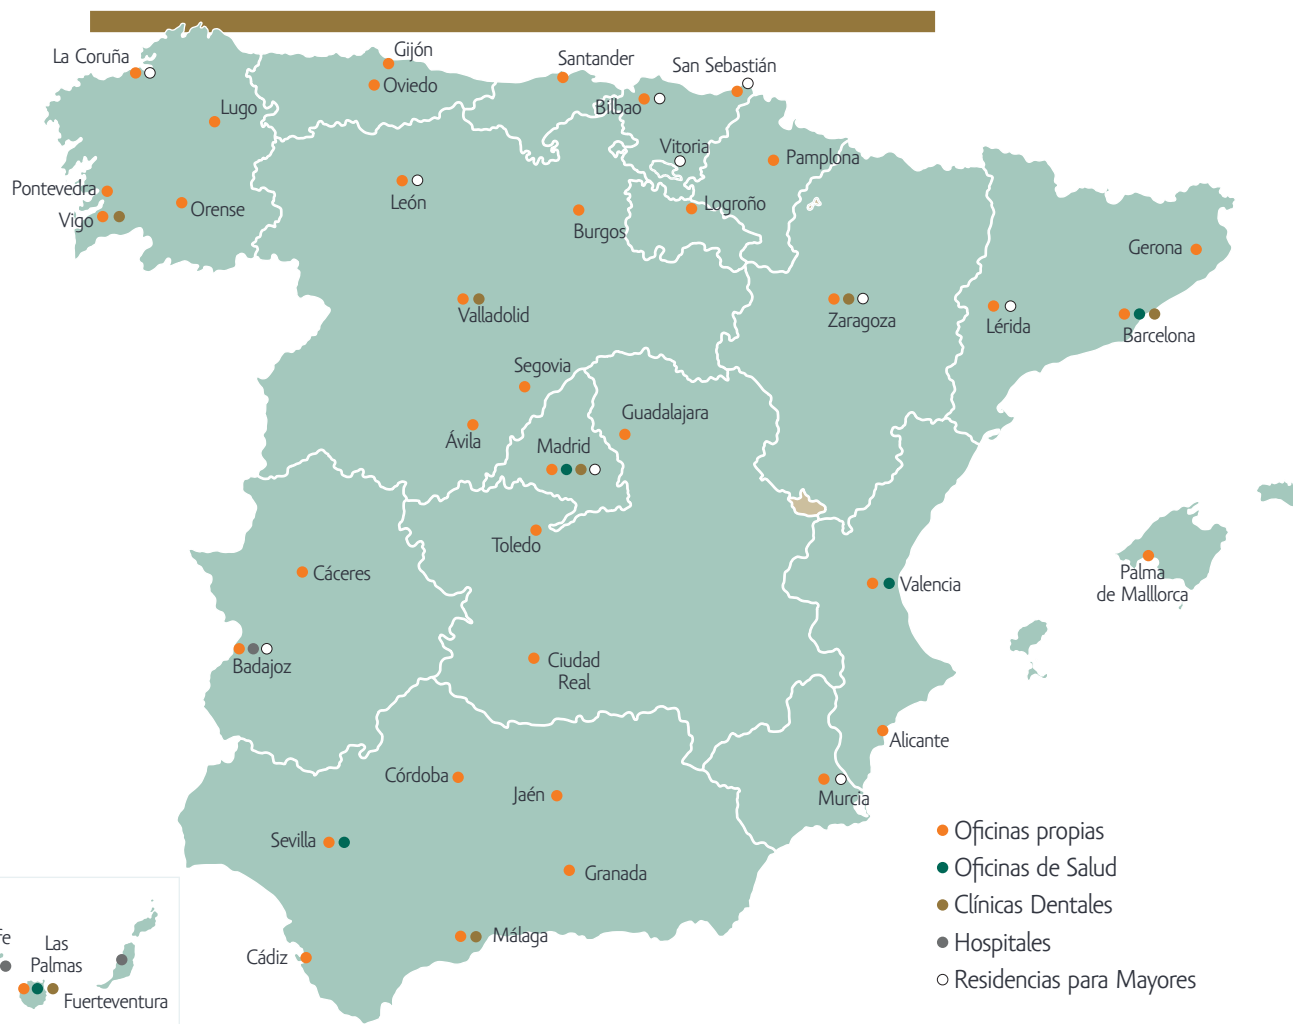 Gijón
La Coruña
Santander
San Sebastián
Oviedo
Bilbao
Lugo
Vitoria
Pamplona
Pontevedra
León
Orense
Logroño
Vigo
Burgos
Gerona
Valladolid
Zaragoza
Lérida
Barcelona
Segovia
Guadalajara
Ávila
Madrid
Toledo
Cáceres
Valencia
Palma
de Malllorca
Badajoz
Ciudad
Real
Alicante
Córdoba
Jaén
Murcia
Sevilla
Granada
Málaga
Cádiz
fe
Las
Palmas
Fuerteventura
Oficinas propias
Oficinas de Salud
Clínicas Dentales
Hospitales
Residencias para Mayores